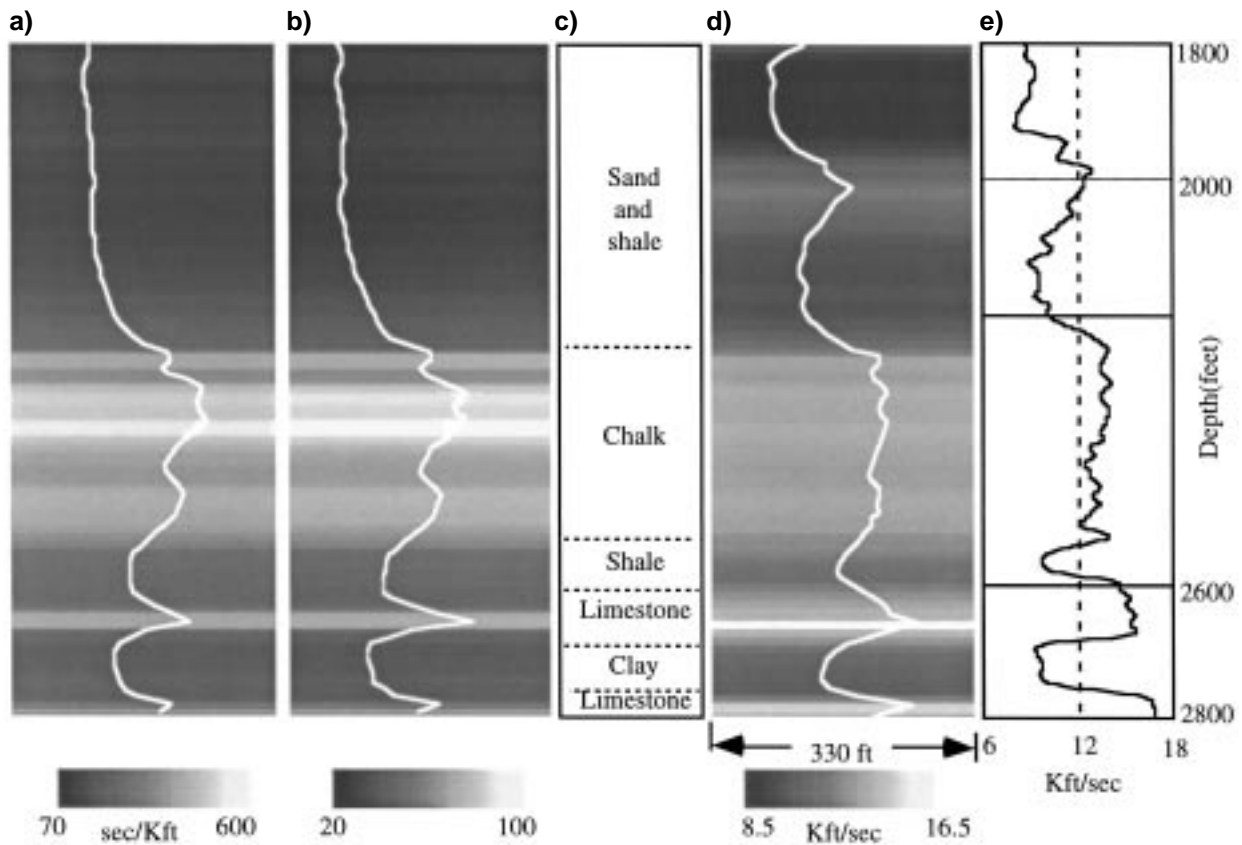 a)
b)
c)
d)
e)
Sand
and
shale
Chalk
Shale
Limestone
Clay
Limestone
1800
2000
Depth(feet)
2600
2800
330 ft
6
12
18
Kft/sec
70
sec/Kft
600
20
100
8.5
Kft/sec
16.5